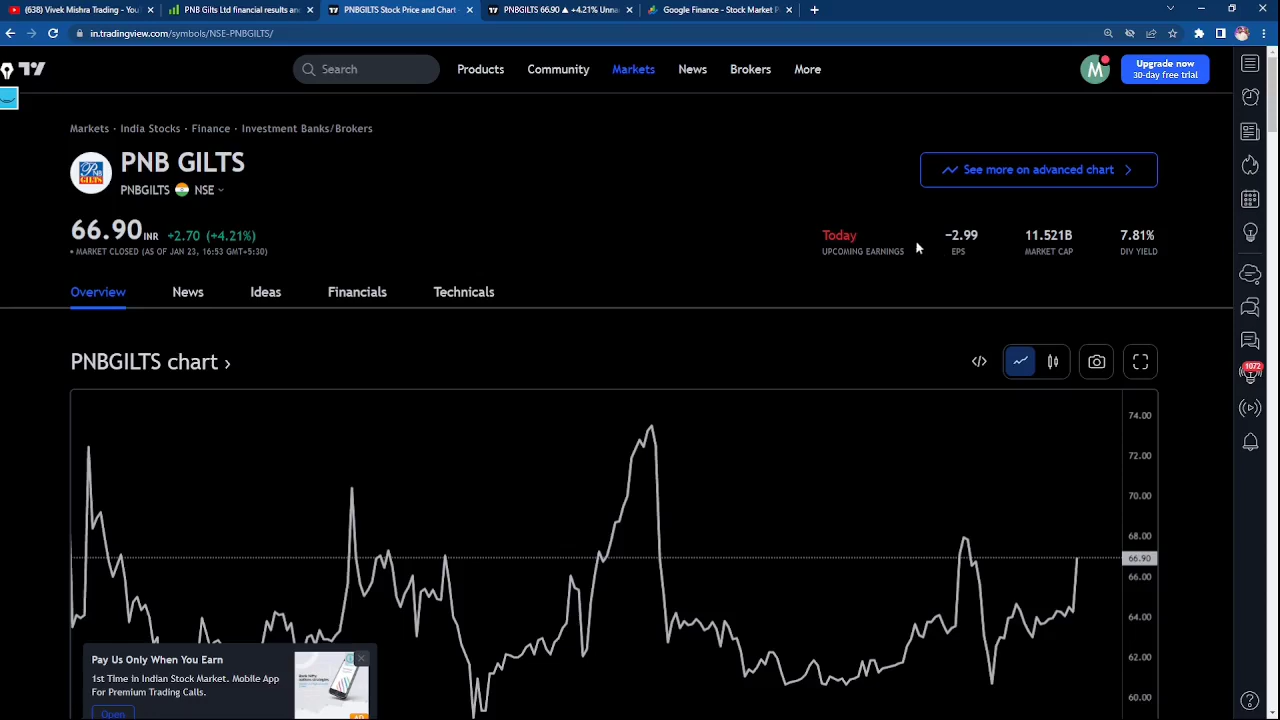 (638) Vivek Mishra Trading - You
PNB Gilts Ltd financial results and
PNBGILTS Stock Price and Chart -
PNBGILTS 66.90 ▲ +4.21% Unna
Google Finance - Stock Market P
in.tradingview.com/symbols/NSE-PNBGILTS/
Search
Products
Community
Markets
News
Brokers
More
M
Upgrade now
30-day free trial
Markets · India Stocks · Finance · Investment Banks/Brokers
PNB GILTS
PNB
GILTS
PNBGILTS NSE
See more on advanced chart
66.90 INR +2.70 (+4.21%)
• MARKET CLOSED (AS OF JAN 23, 16:53 GMT+5:30)
Today
UPCOMING EARNINGS
−2.99
EPS
11.521B
MARKET CAP
7.81%
DIV YIELD
Overview
News
Ideas
Financials
Technicals
PNBGILTS chart ›
1072
74.00
72.00
70.00
68.00
66.90
66.00
64.00
62.00
60.00
Pay Us Only When You Earn
1st Time in Indian Stock Market. Mobile App
For Premium Trading Calls.
Open
AD